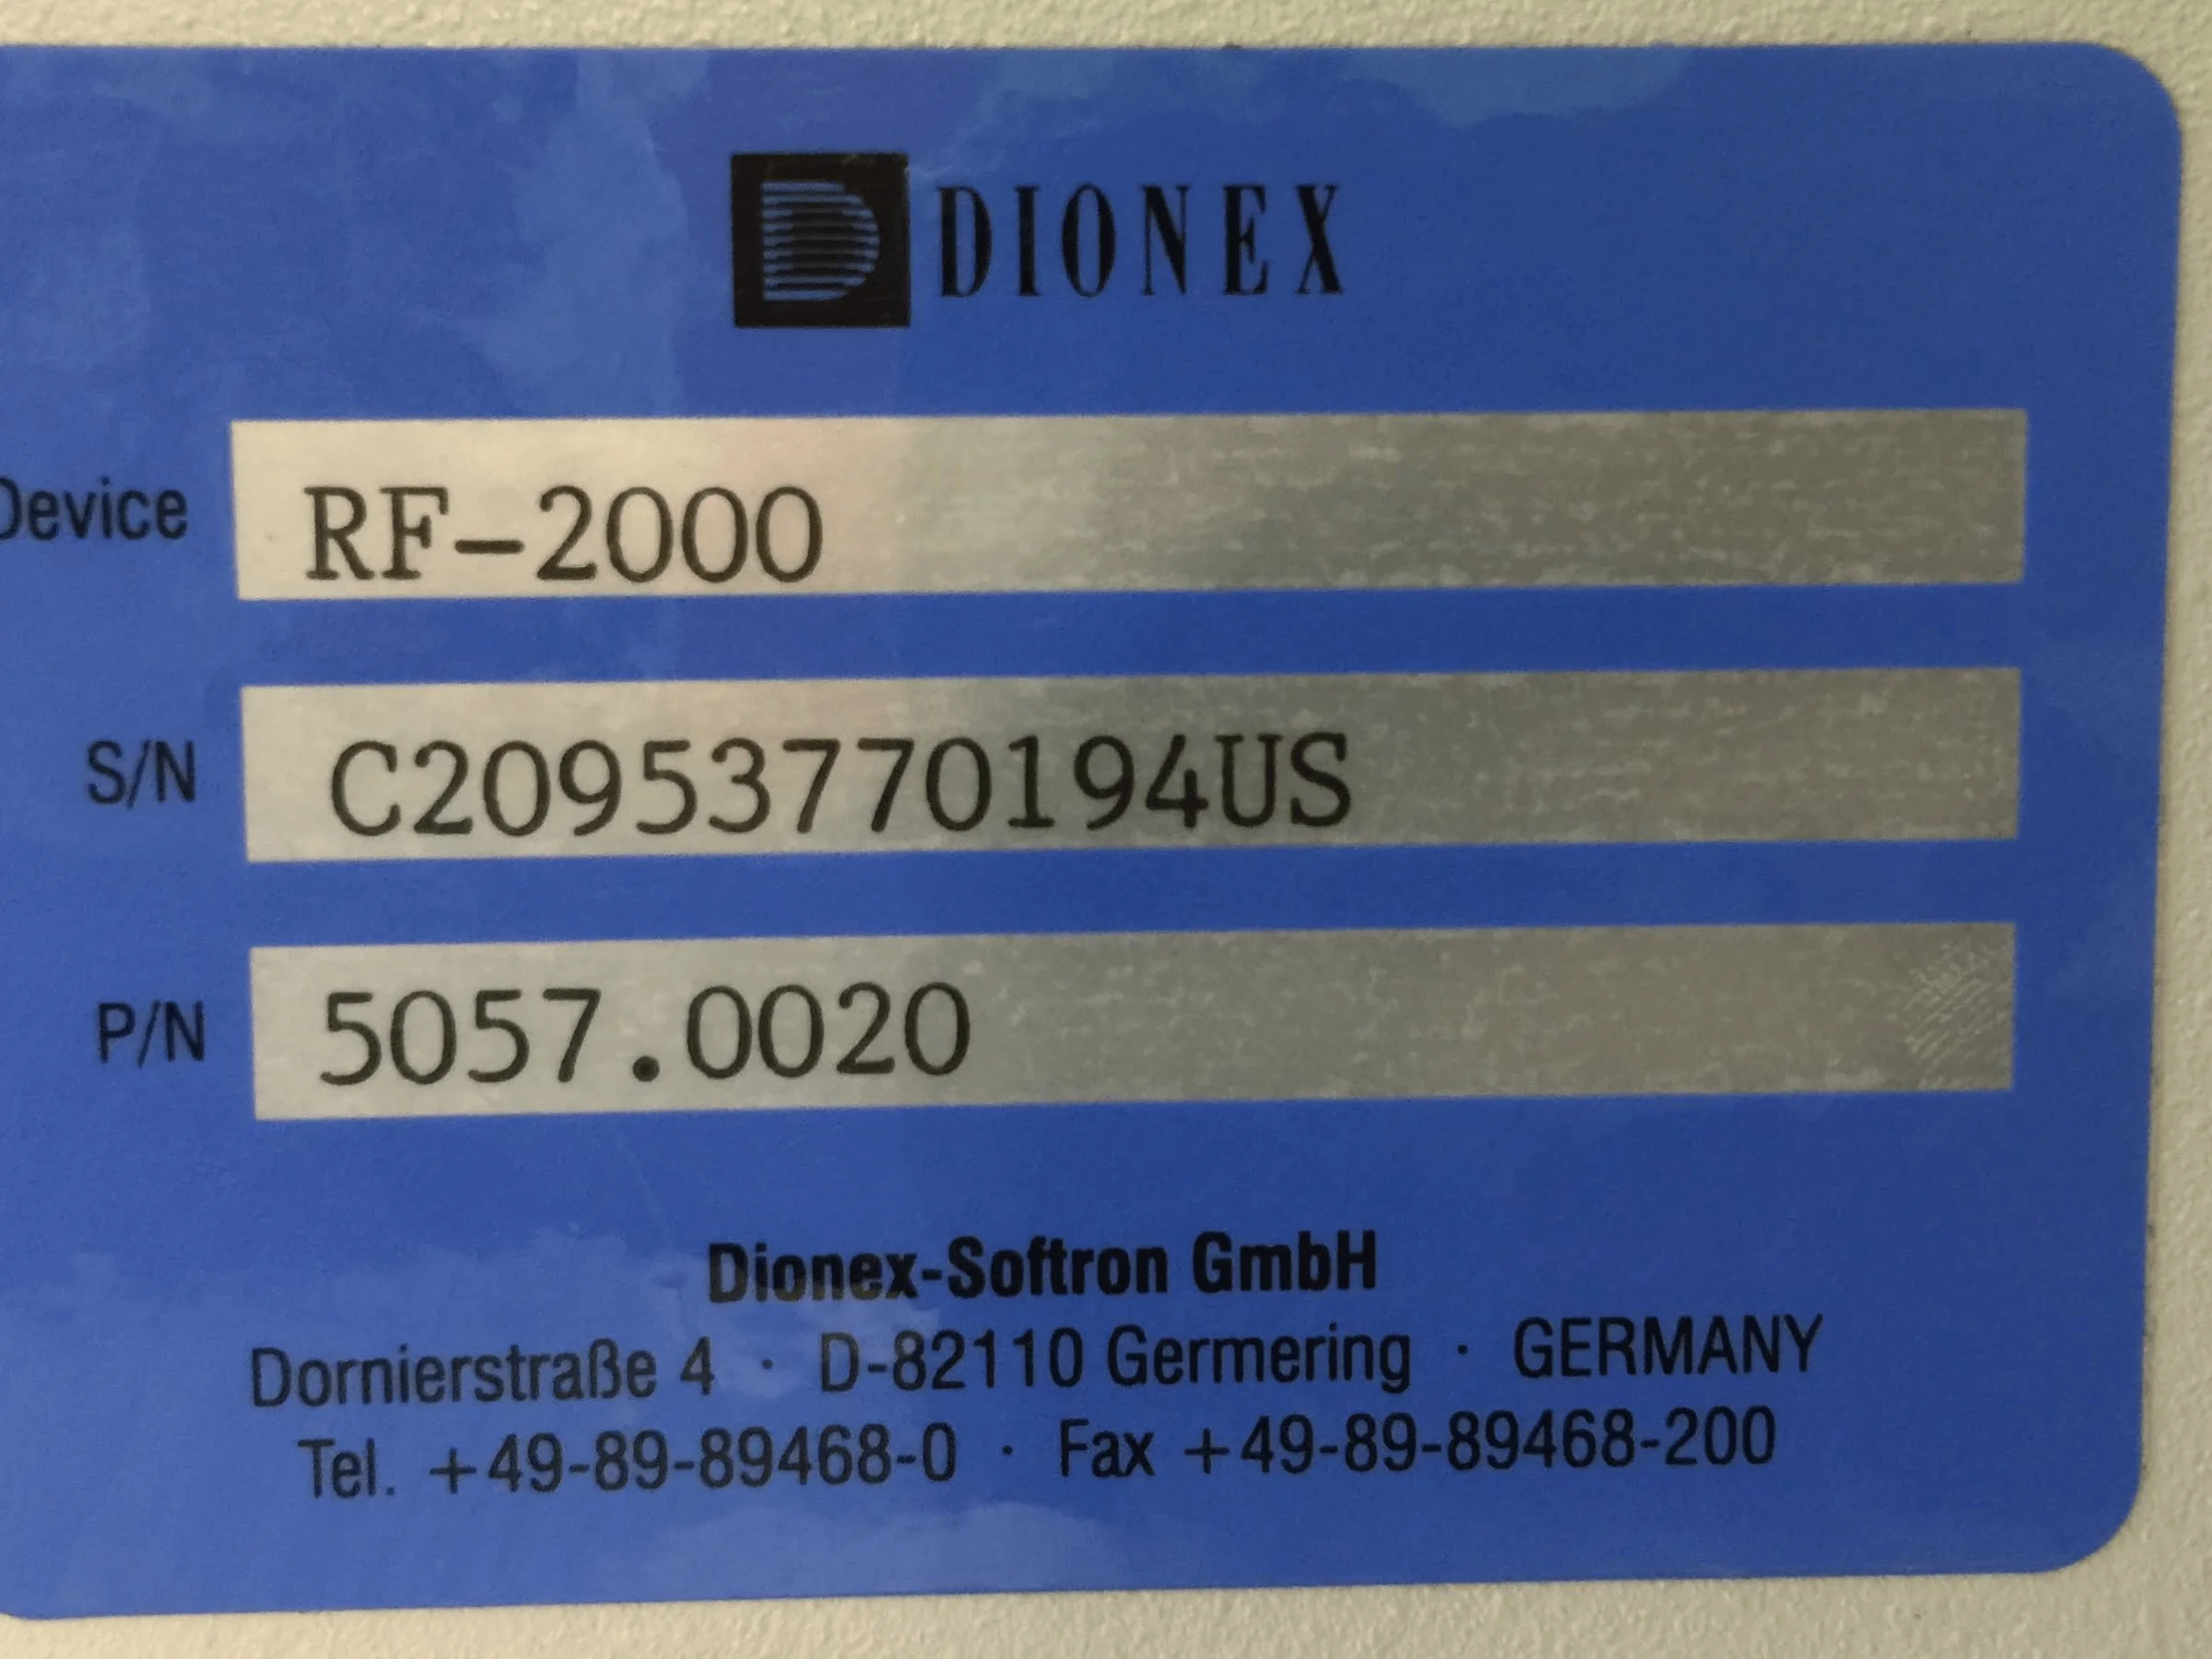 DIONEX
Device RF-2000
S/N C20953770194US
P/N 5057.0020
Dionex-Softron GmbH
Dornierstraße 4 · D-82110 Germering · GERMANY
Tel. +49-89-89468-0 · Fax +49-89-89468-200